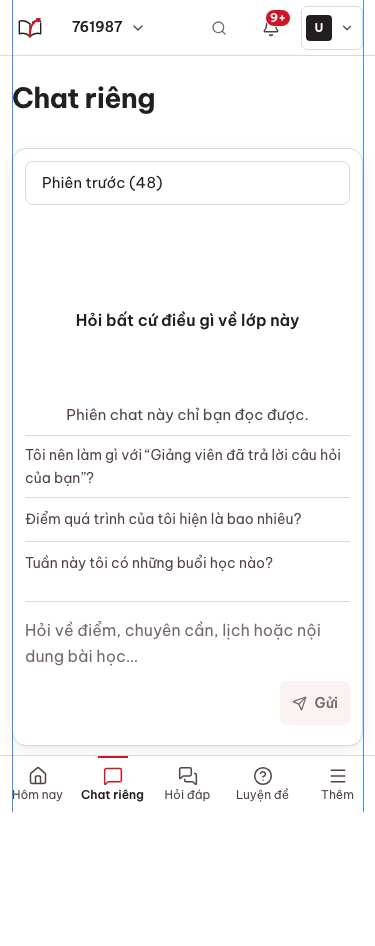 761987
9+
U
Chat riêng
Phiên trước (48)
Hỏi bất cứ điều gì về lớp này
Phiên chat này chỉ bạn đọc được.
Tôi nên làm gì với “Giảng viên đã trả lời câu hỏi
của bạn”?
Điểm quá trình của tôi hiện là bao nhiêu?
Tuần này tôi có những buổi học nào?
Hỏi về điểm, chuyên cần, lịch hoặc nội
dung bài học...
Gửi
Hôm nay
Chat riêng
Hỏi đáp
Luyện đề
Thêm